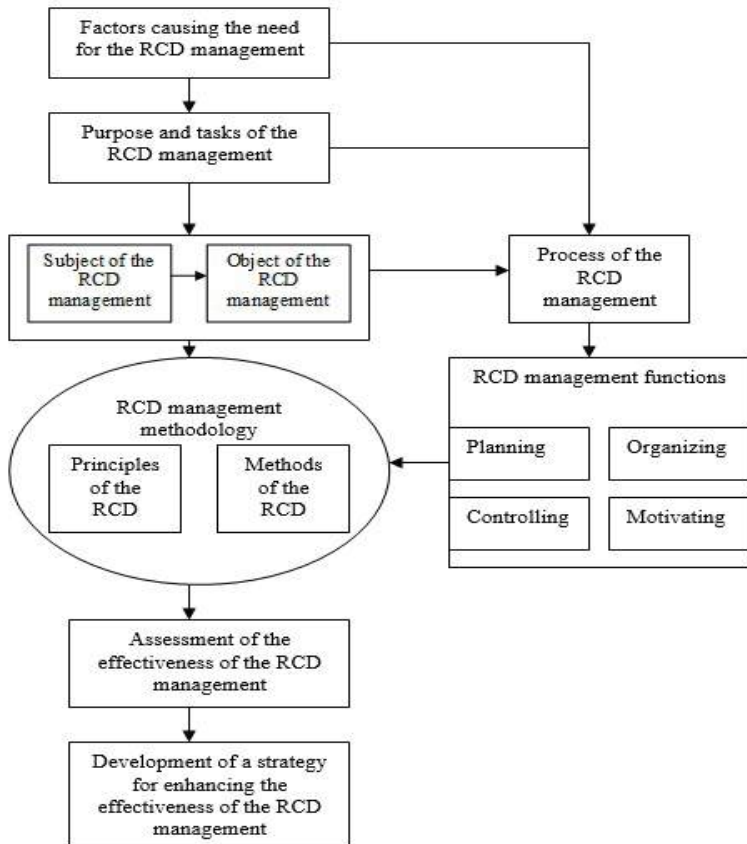 Factors causing the need
for the RCD management
Purpose and tasks of the
RCD management
Subject of the
RCD
management
Object of the
RCD
management
Process of the
RCD
management
RCD management functions
Planning
Organizing
Controlling
Motivating
RCD management
methodology
Principles
of the
RCD
Methods
of the
RCD
Assessment of the
effectiveness of the RCD
management
Development of a strategy
for enhancing the
effectiveness of the RCD
management